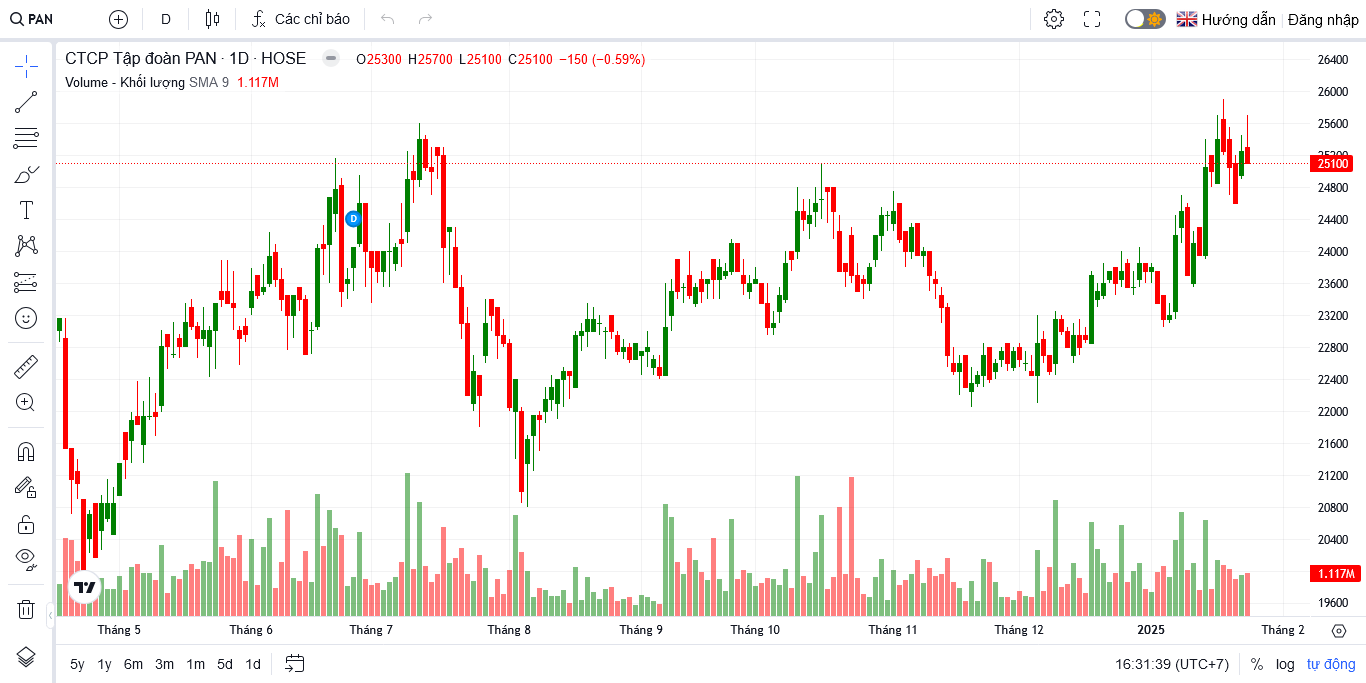 PAN D Các chỉ báo Hướng dẫn Đăng nhập
CTCP Tập đoàn PAN · 1D · HOSE O25300 H25700 L25100 C25100 −150 (−0.59%)
Volume - Khối lượng SMA 9 1.117M
26400
26000
25600
25200
25100
24800
24400
D
24000
23600
23200
22800
22400
22000
21600
21200
20800
20400
1.117M
19600
Tháng 5 Tháng 6 Tháng 7 Tháng 8 Tháng 9 Tháng 10 Tháng 11 Tháng 12 2025 Tháng 2
5y 1y 6m 3m 1m 5d 1d 16:31:39 (UTC+7) % log tự động